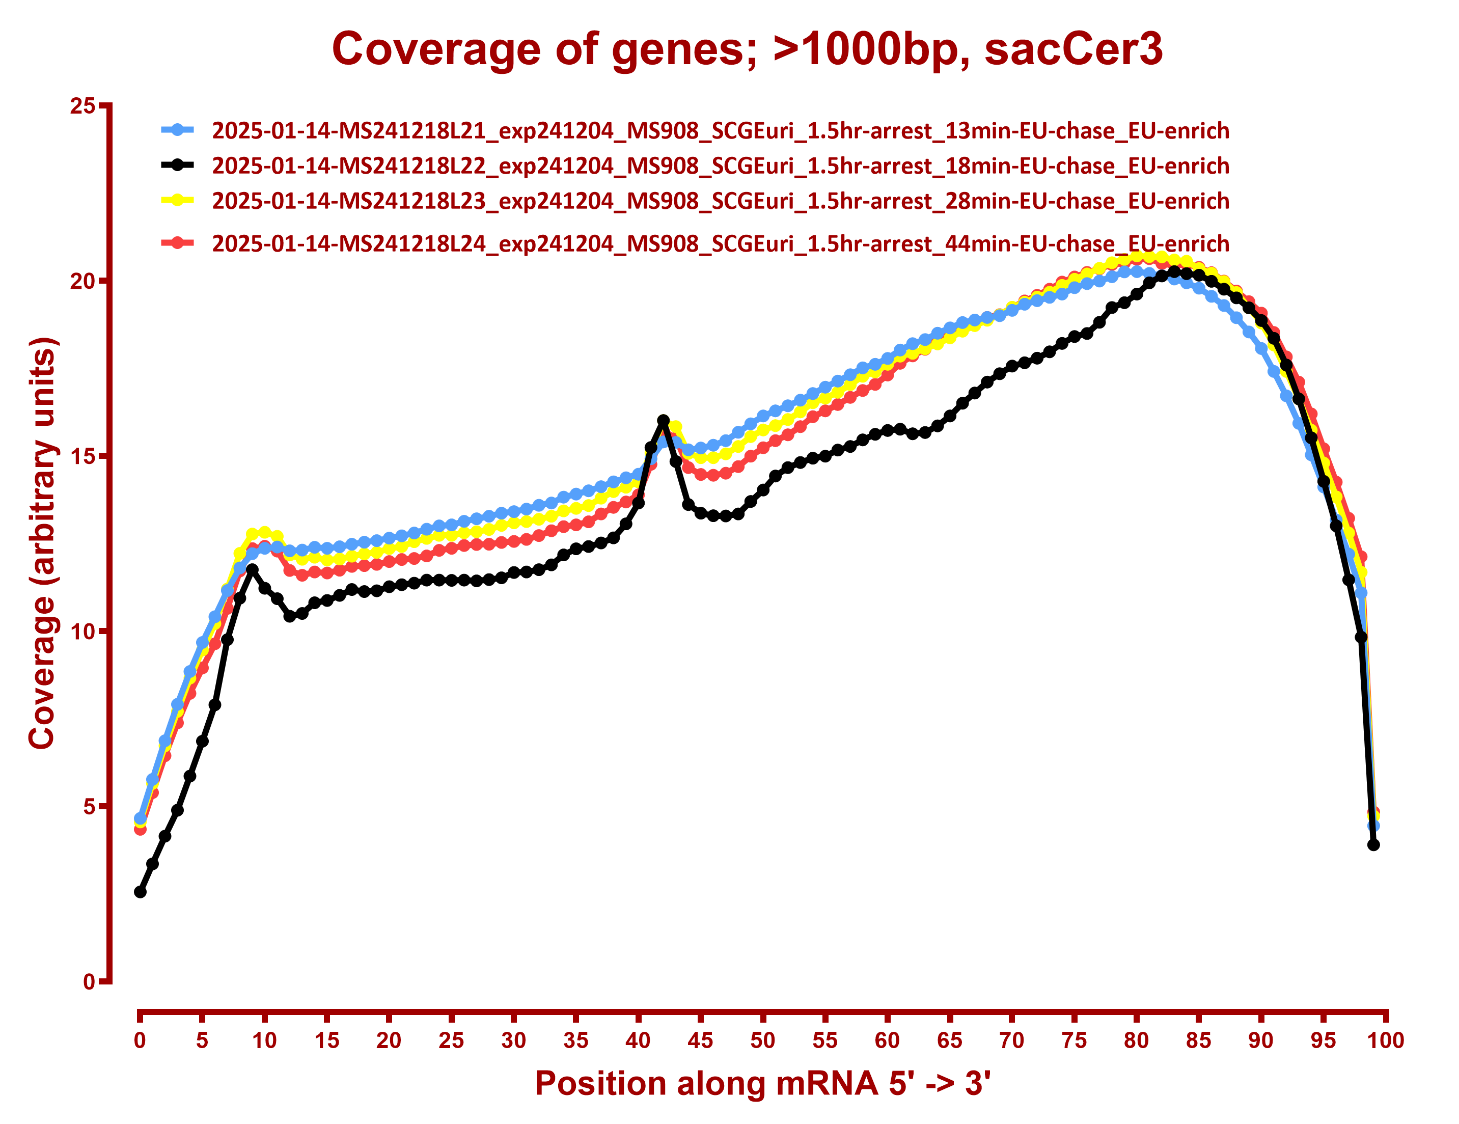 Coverage of genes; >1000bp, sacCer3
25
2025-01-14-MS241218L21_exp241204_MS908_SCGEuri_1.5hr-arrest_13min-EU-chase_EU-enrich
2025-01-14-MS241218L22_exp241204_MS908_SCGEuri_1.5hr-arrest_18min-EU-chase_EU-enrich
2025-01-14-MS241218L23_exp241204_MS908_SCGEuri_1.5hr-arrest_28min-EU-chase_EU-enrich
2025-01-14-MS241218L24_exp241204_MS908_SCGEuri_1.5hr-arrest_44min-EU-chase_EU-enrich
20
15
10
5
0
Coverage (arbitrary units)
0 5 10 15 20 25 30 35 40 45 50 55 60 65 70 75 80 85 90 95 100
Position along mRNA 5' -> 3'